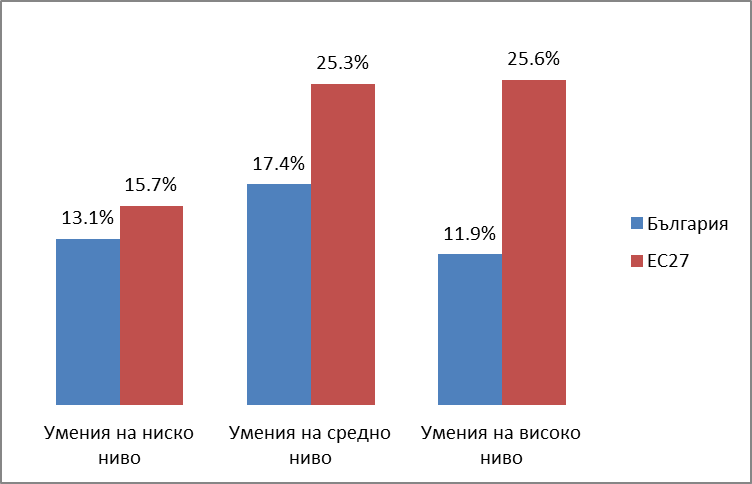 25.3%
25.6%
17.4%
15.7%
13.1%
11.9%
България
ЕС27
Умения на ниско
ниво
Умения на средно
ниво
Умения на високо
ниво